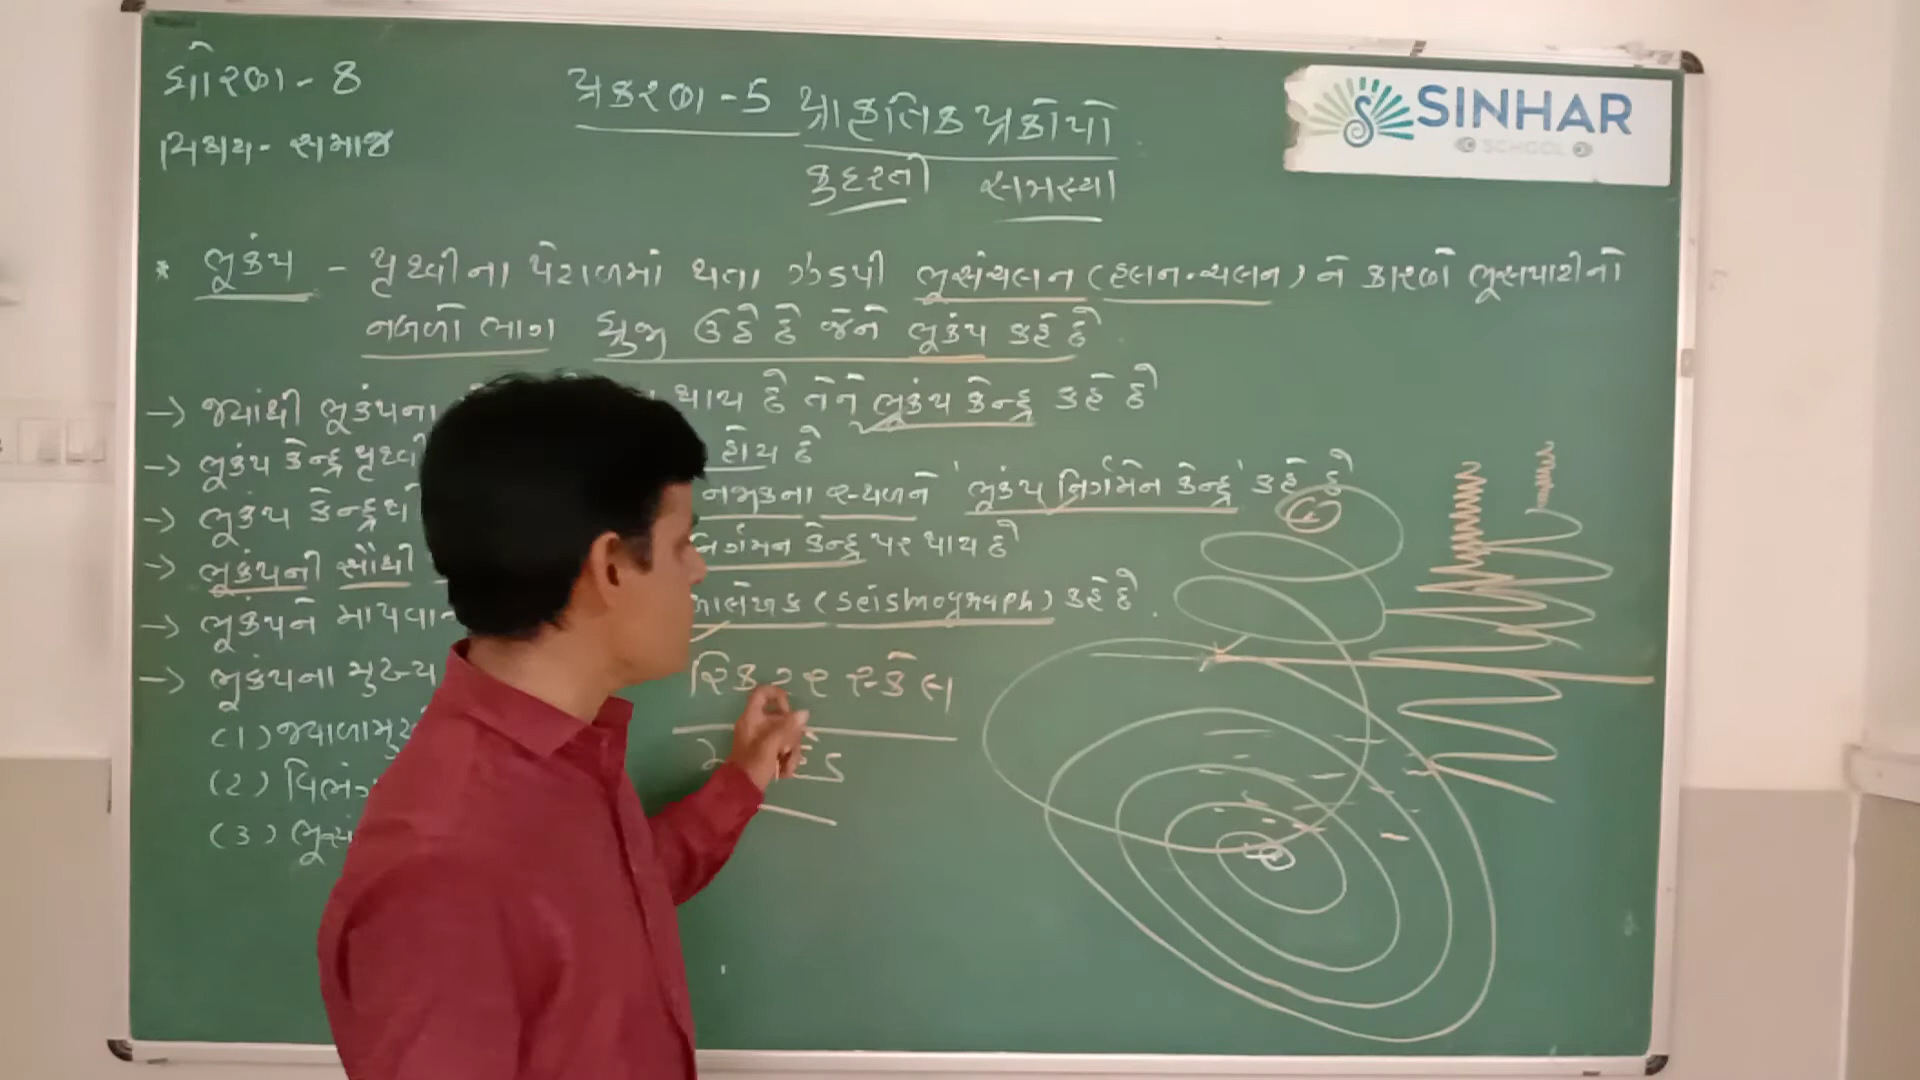 ધોરણ - 8
વિષય - સમાજ
પ્રકરણ - 5 પ્રાકૃતિક પ્રકોપો
કુદરતી સમસ્યા
SINHAR
SCHOOL
* ભૂકંપ - પૃથ્વીના પેટાળમાં થતા ઝડપી ભૂસંચલન (હલન-ચલન) ને કારણે ભૂસપાટીનો
નબળો ભાગ ધ્રુજી ઉઠે છે જેને ભૂકંપ કહે છે
-> જ્યાંથી ભૂકંપના થાય છે તેને ભૂકંપ કેન્દ્ર કહે છે
-> ભૂકંપ કેન્દ્ર પૃથ્વી હોય છે
-> ભૂકંપ કેન્દ્રથી નજીકના સ્થળને 'ભૂકંપ નિર્ગમન કેન્દ્ર' કહે છે
-> ભૂકંપની સૌથી નિર્ગમન કેન્દ્ર પર થાય છે
-> ભૂકંપને માપવાન આલેખક (Seismograph) કહે છે.
-> ભૂકંપના મુખ્ય
રિકટર સ્કેલ
(1) જ્વાળામુખી
(2) વિભંગ
(3) ભૂસં